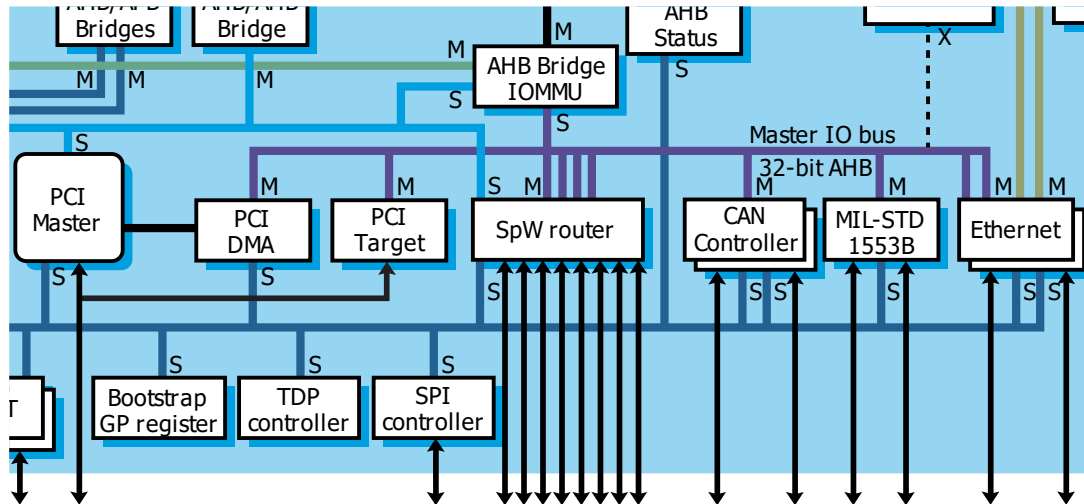 Bridges
Bridge
AHB
Status
X
M
M
AHB Bridge
IOMMU
S
M
M
M
S
S
S
Master IO bus
32-bit AHB
PCI
Master
M
PCI
DMA
M
PCI
Target
S
M
SpW router
M
CAN
Controller
M
MIL-STD
1553B
M
M
Ethernet
S
S
S
S
S
S
S
S
S
S
S
Bootstrap
GP register
TDP
controller
SPI
controller
T